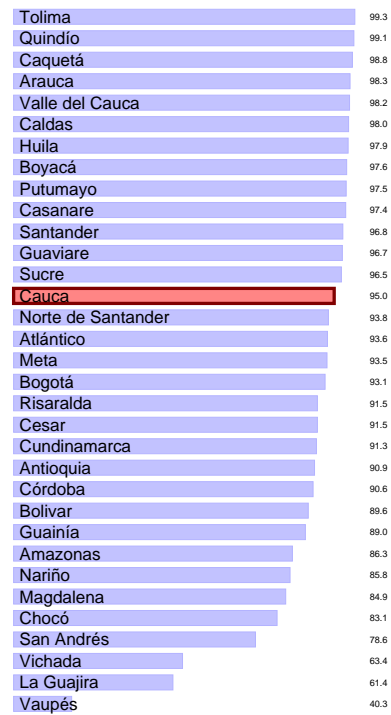 Tolima 99.3
Quindío 99.1
Caquetá 98.8
Arauca 98.3
Valle del Cauca 98.2
Caldas 98.0
Huila 97.9
Boyacá 97.6
Putumayo 97.5
Casanare 97.4
Santander 96.8
Guaviare 96.7
Sucre 96.5
Cauca 95.0
Norte de Santander 93.8
Atlántico 93.6
Meta 93.5
Bogotá 93.1
Risaralda 91.5
Cesar 91.5
Cundinamarca 91.3
Antioquia 90.9
Córdoba 90.6
Bolivar 89.6
Guainía 89.0
Amazonas 86.3
Nariño 85.8
Magdalena 84.9
Chocó 83.1
San Andrés 78.6
Vichada 63.4
La Guajira 61.4
Vaupés 40.3